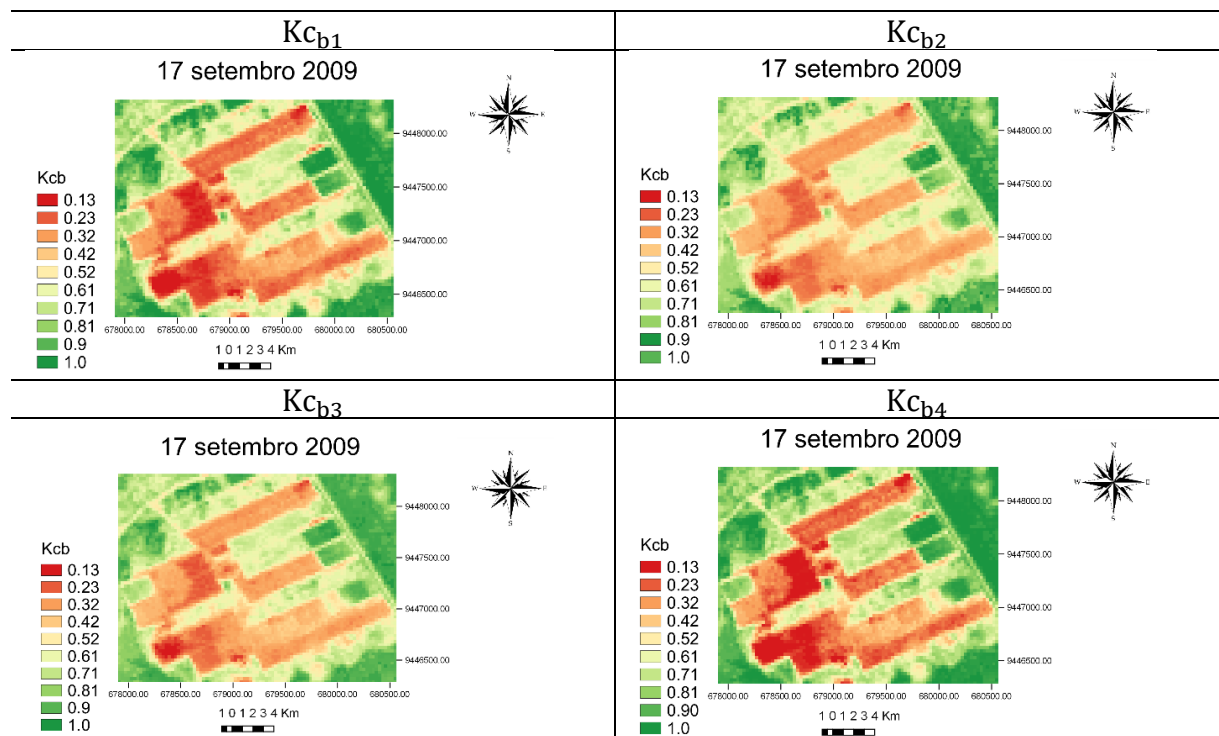 Kc_b1
17 setembro 2009
N
W E
S
9448000.00
9447500.00
9447000.00
9446500.00
Kcb
0.13
0.23
0.32
0.42
0.52
0.61
0.71
0.81
0.9
1.0
678000.00 678500.00 679000.00 679500.00 680000.00 680500.00
1 0 1 2 3 4 Km
Kc_b2
17 setembro 2009
N
W E
S
9448000.00
9447500.00
9447000.00
9446500.00
Kcb
0.13
0.23
0.32
0.42
0.52
0.61
0.71
0.81
0.9
1.0
678000.00 678500.00 679000.00 679500.00 680000.00 680500.00
1 0 1 2 3 4 Km
Kc_b3
17 setembro 2009
N
W E
S
9448000.00
9447500.00
9447000.00
9446500.00
Kcb
0.13
0.23
0.32
0.42
0.52
0.61
0.71
0.81
0.9
1.0
678000.00 678500.00 679000.00 679500.00 680000.00 680500.00
1 0 1 2 3 4 Km
Kc_b4
17 setembro 2009
N
W E
S
9448000.00
9447500.00
9447000.00
9446500.00
Kcb
0.13
0.23
0.32
0.42
0.52
0.61
0.71
0.81
0.90
1.0
678000.00 678500.00 679000.00 679500.00 680000.00 680500.00
1 0 1 2 3 4 Km